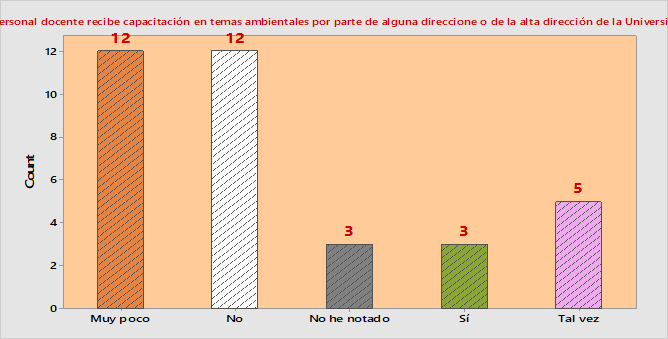 ersonal docente recibe capacitación en temas ambientales por parte de alguna direccione o de la alta dirección de la Universi
12 12 3 3 5
Count
12
10
8
6
4
2
0
Muy poco No No he notado Sí Tal vez